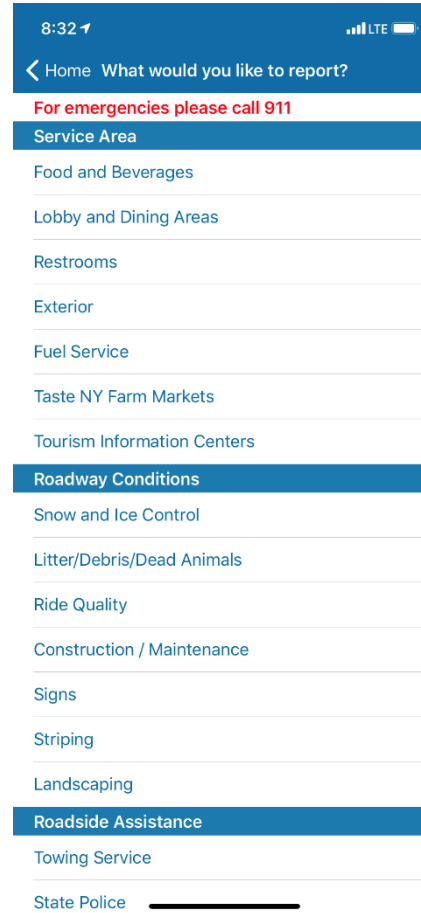 8:32
LTE
Home What would you like to report?
For emergencies please call 911
Service Area
Food and Beverages
Lobby and Dining Areas
Restrooms
Exterior
Fuel Service
Taste NY Farm Markets
Tourism Information Centers
Roadway Conditions
Snow and Ice Control
Litter/Debris/Dead Animals
Ride Quality
Construction / Maintenance
Signs
Striping
Landscaping
Roadside Assistance
Towing Service
State Police